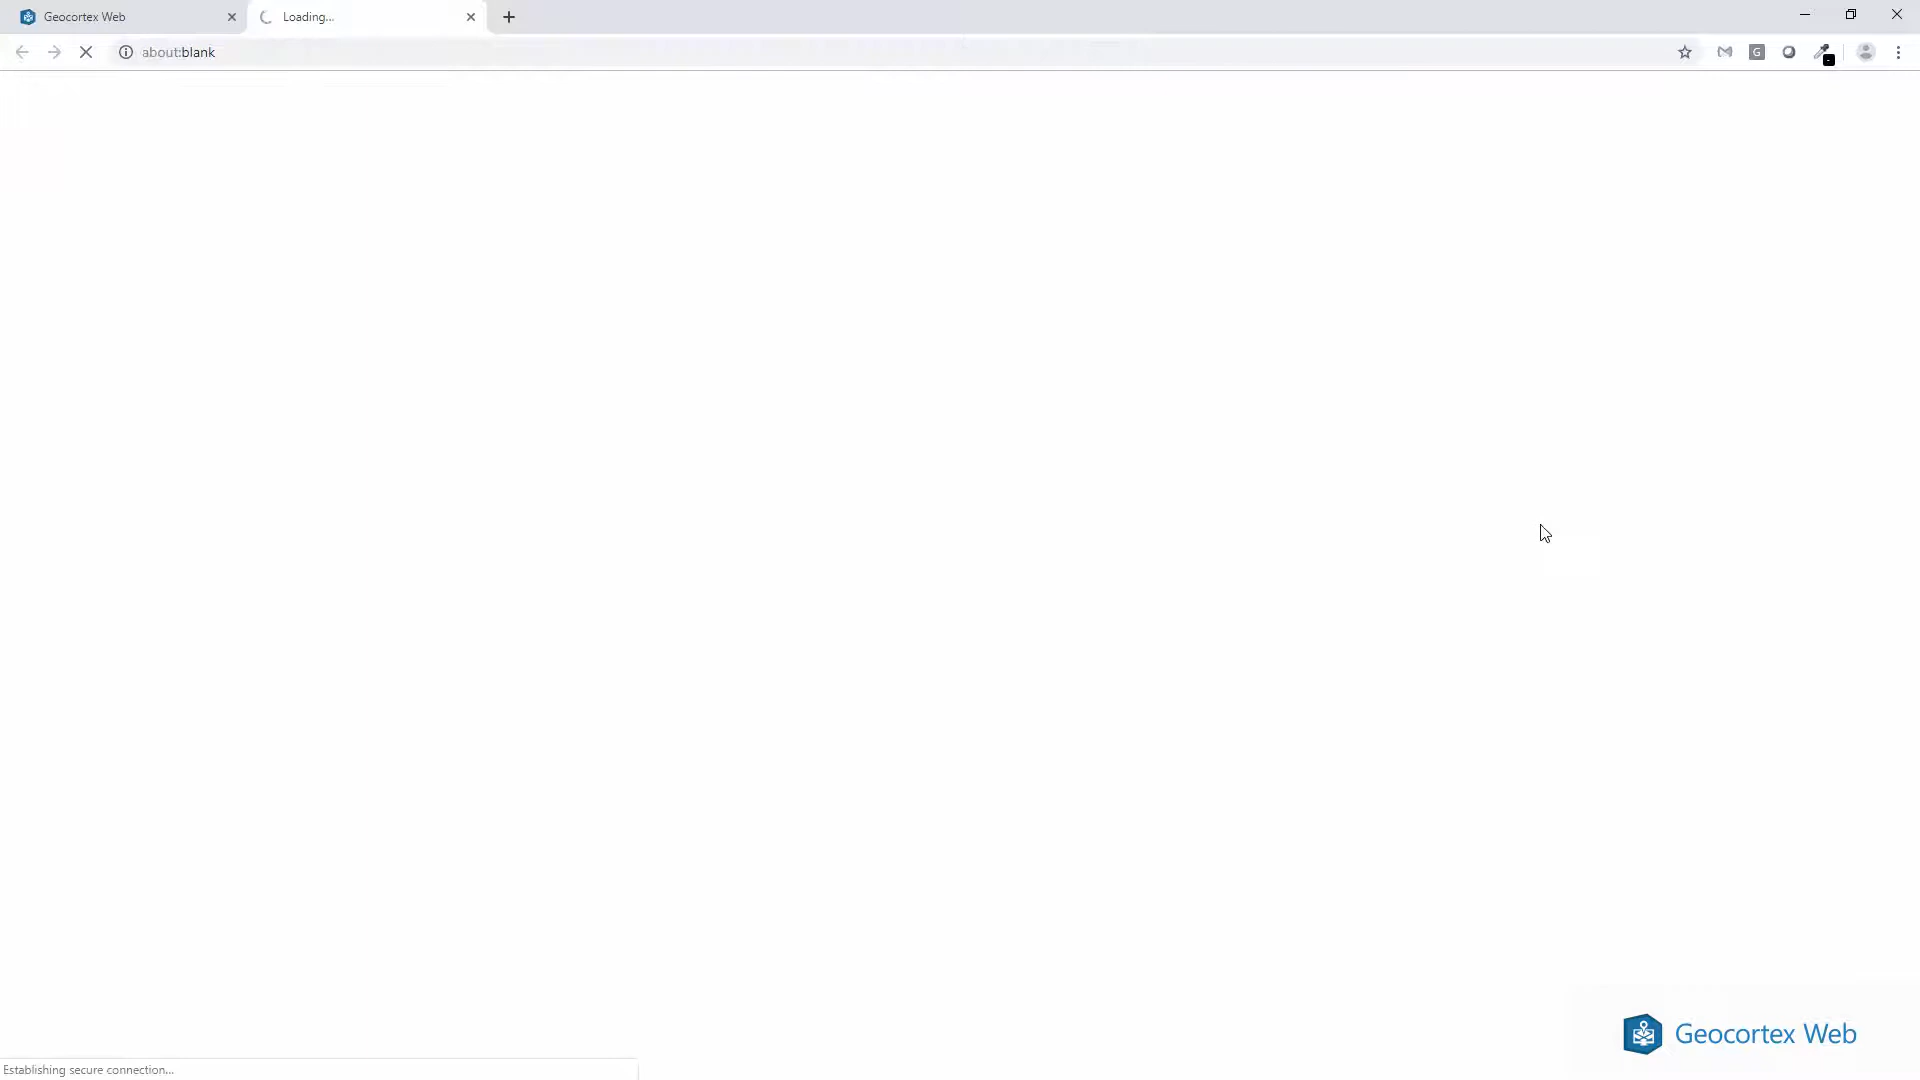 Geocortex Web
Loading...
about:blank
G
Geocortex Web
Establishing secure connection...